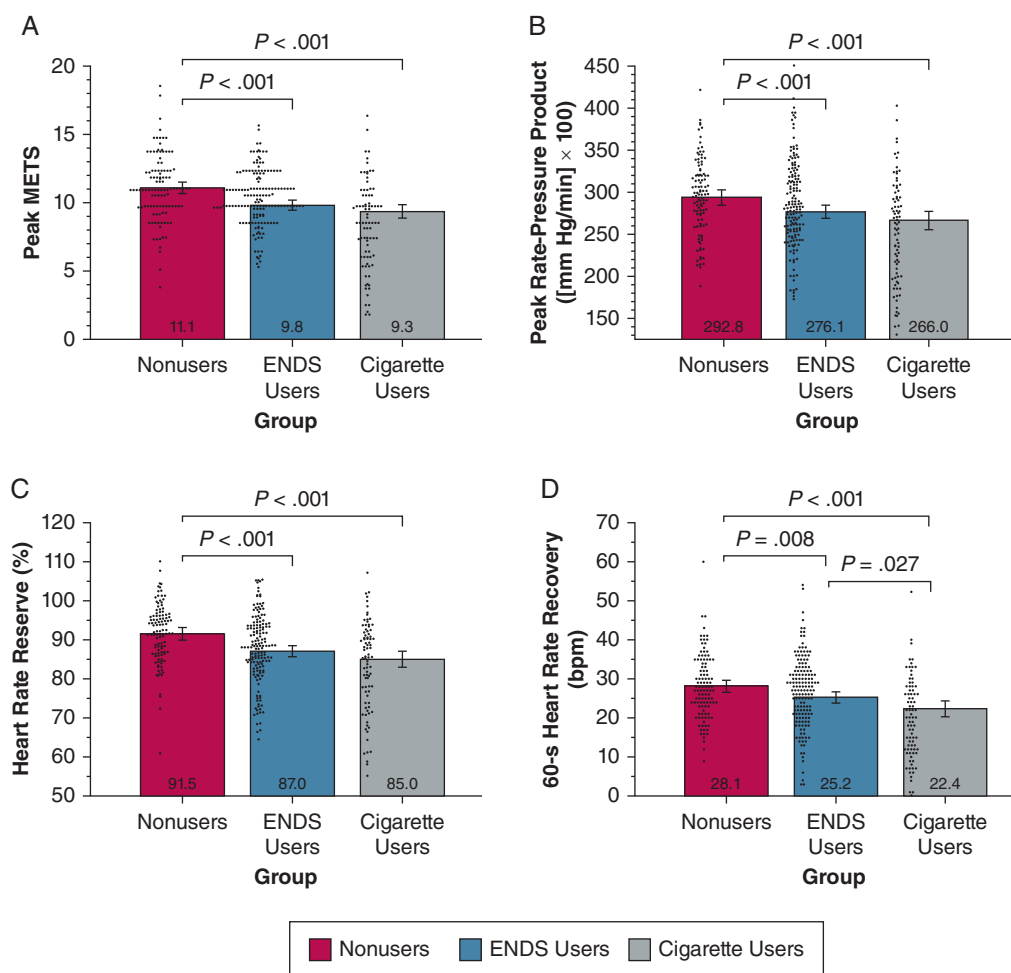 A
P < .001
P < .001
Peak METS
20
15
10
5
0
11.1
9.8
9.3
Nonusers
ENDS
Users
Cigarette
Users
Group
B
P < .001
P < .001
Peak Rate-Pressure Product
([mm Hg/min] × 100)
450
400
350
300
250
200
150
292.8
276.1
266.0
Nonusers
ENDS
Users
Cigarette
Users
Group
C
P < .001
P < .001
Heart Rate Reserve (%)
120
110
100
90
80
70
60
50
91.5
87.0
85.0
Nonusers
ENDS
Users
Cigarette
Users
Group
D
P < .001
P = .008
P = .027
60-s Heart Rate Recovery
(bpm)
70
60
50
40
30
20
10
0
28.1
25.2
22.4
Nonusers
ENDS
Users
Cigarette
Users
Group
Nonusers
ENDS Users
Cigarette Users